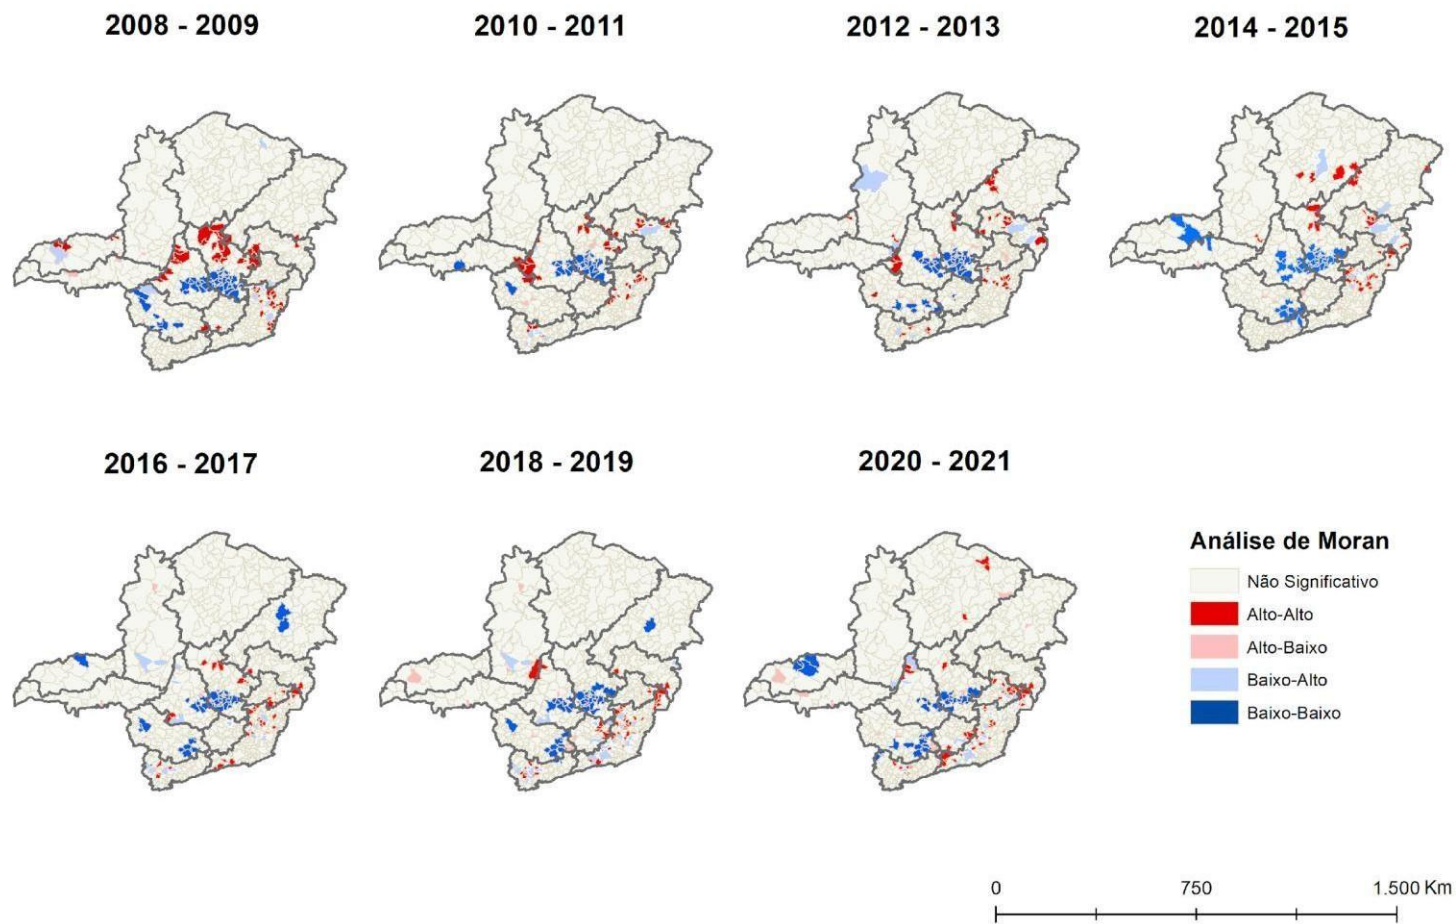 2008 - 2009
2010 - 2011
2012 - 2013
2014 - 2015
2016 - 2017
2018 - 2019
2020 - 2021
Análise de Moran
Não Significativo
Alto-Alto
Alto-Baixo
Baixo-Alto
Baixo-Baixo
0 750 1.500 Km